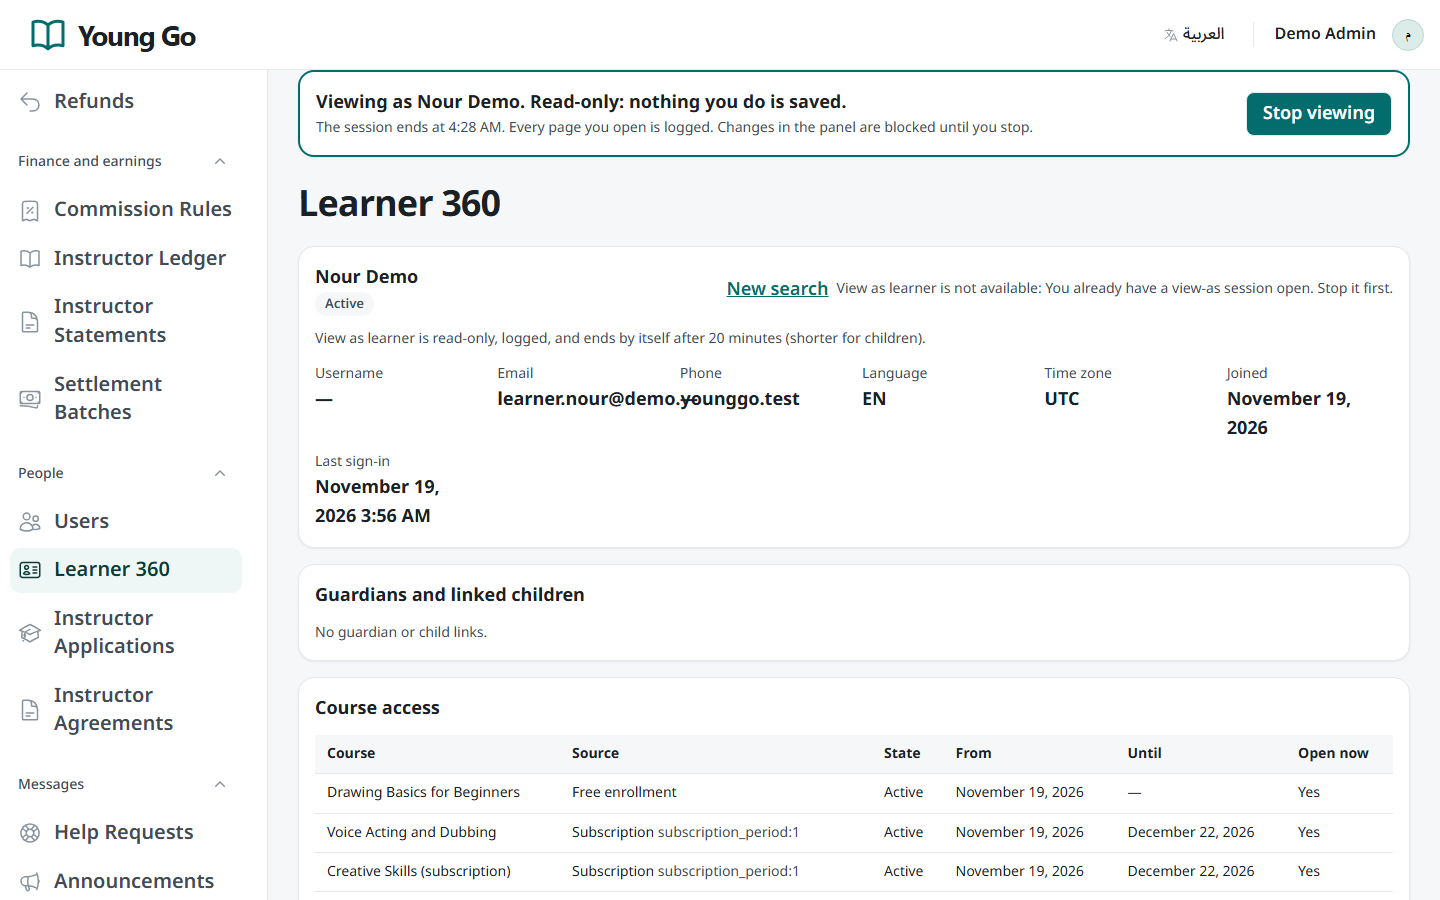 Young Go
العربية
Demo Admin
م
Refunds
Finance and earnings
Commission Rules
Instructor Ledger
Instructor
Statements
Settlement
Batches
People
Users
Learner 360
Instructor
Applications
Instructor
Agreements
Messages
Help Requests
Announcements
Viewing as Nour Demo. Read-only: nothing you do is saved.
The session ends at 4:28 AM. Every page you open is logged. Changes in the panel are blocked until you stop.
Stop viewing
Learner 360
Nour Demo
Active
New search View as learner is not available: You already have a view-as session open. Stop it first.
View as learner is read-only, logged, and ends by itself after 20 minutes (shorter for children).
Username Email Phone Language Time zone Joined
— learner.nour@demo.younggo.test — EN UTC November 19,
2026
Last sign-in
November 19,
2026 3:56 AM
Guardians and linked children
No guardian or child links.
Course access
Course Source State From Until Open now
Drawing Basics for Beginners Free enrollment Active November 19, 2026 — Yes
Voice Acting and Dubbing Subscription subscription_period:1 Active November 19, 2026 December 22, 2026 Yes
Creative Skills (subscription) Subscription subscription_period:1 Active November 19, 2026 December 22, 2026 Yes